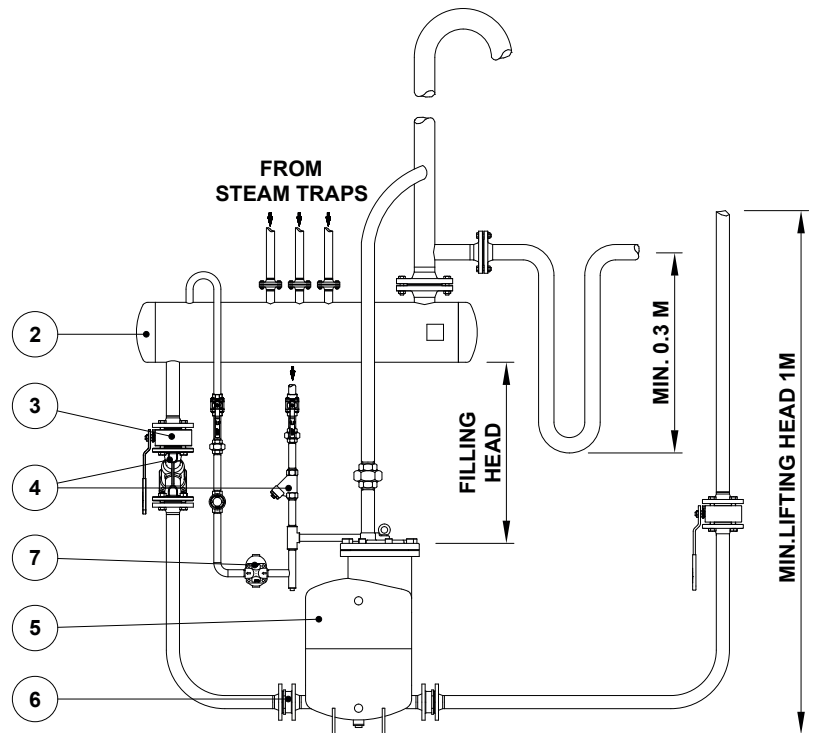 FROM
STEAM TRAPS
2
3
4
7
5
6
FILLING
HEAD
MIN. 0.3 M
MIN.LIFTING HEAD 1M